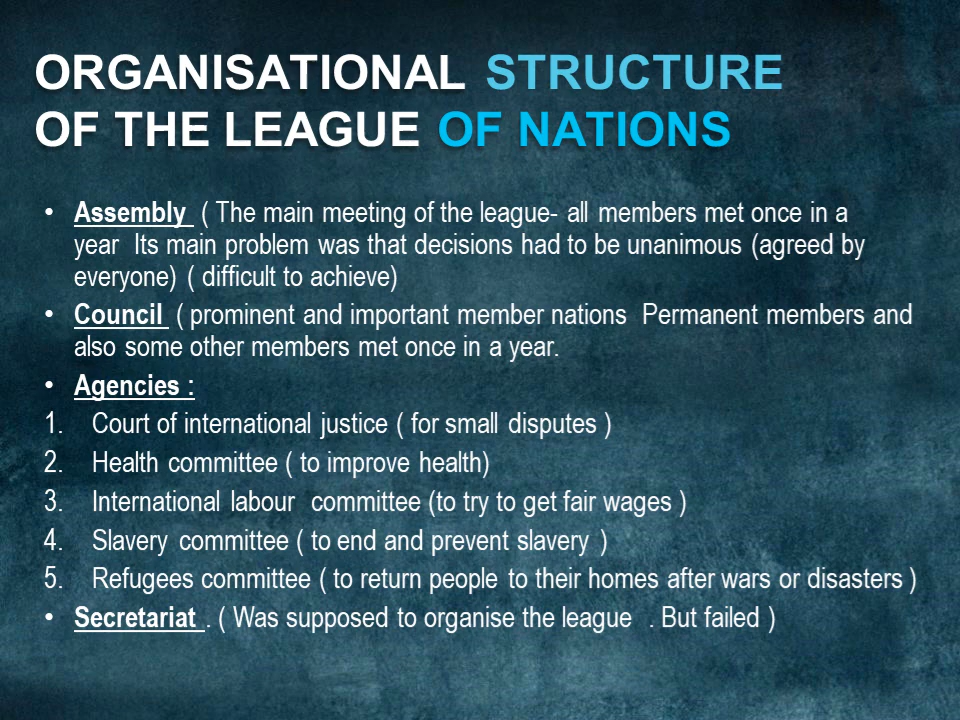 ORGANISATIONAL STRUCTURE
OF THE LEAGUE OF NATIONS
• Assembly ( The main meeting of the league- all members met once in a
year Its main problem was that decisions had to be unanimous (agreed by
everyone) ( difficult to achieve)
• Council ( prominent and important member nations Permanent members and
also some other members met once in a year.
• Agencies :
1. Court of international justice ( for small disputes )
2. Health committee ( to improve health)
3. International labour committee (to try to get fair wages )
4. Slavery committee ( to end and prevent slavery )
5. Refugees committee ( to return people to their homes after wars or disasters )
• Secretariat . ( Was supposed to organise the league . But failed )